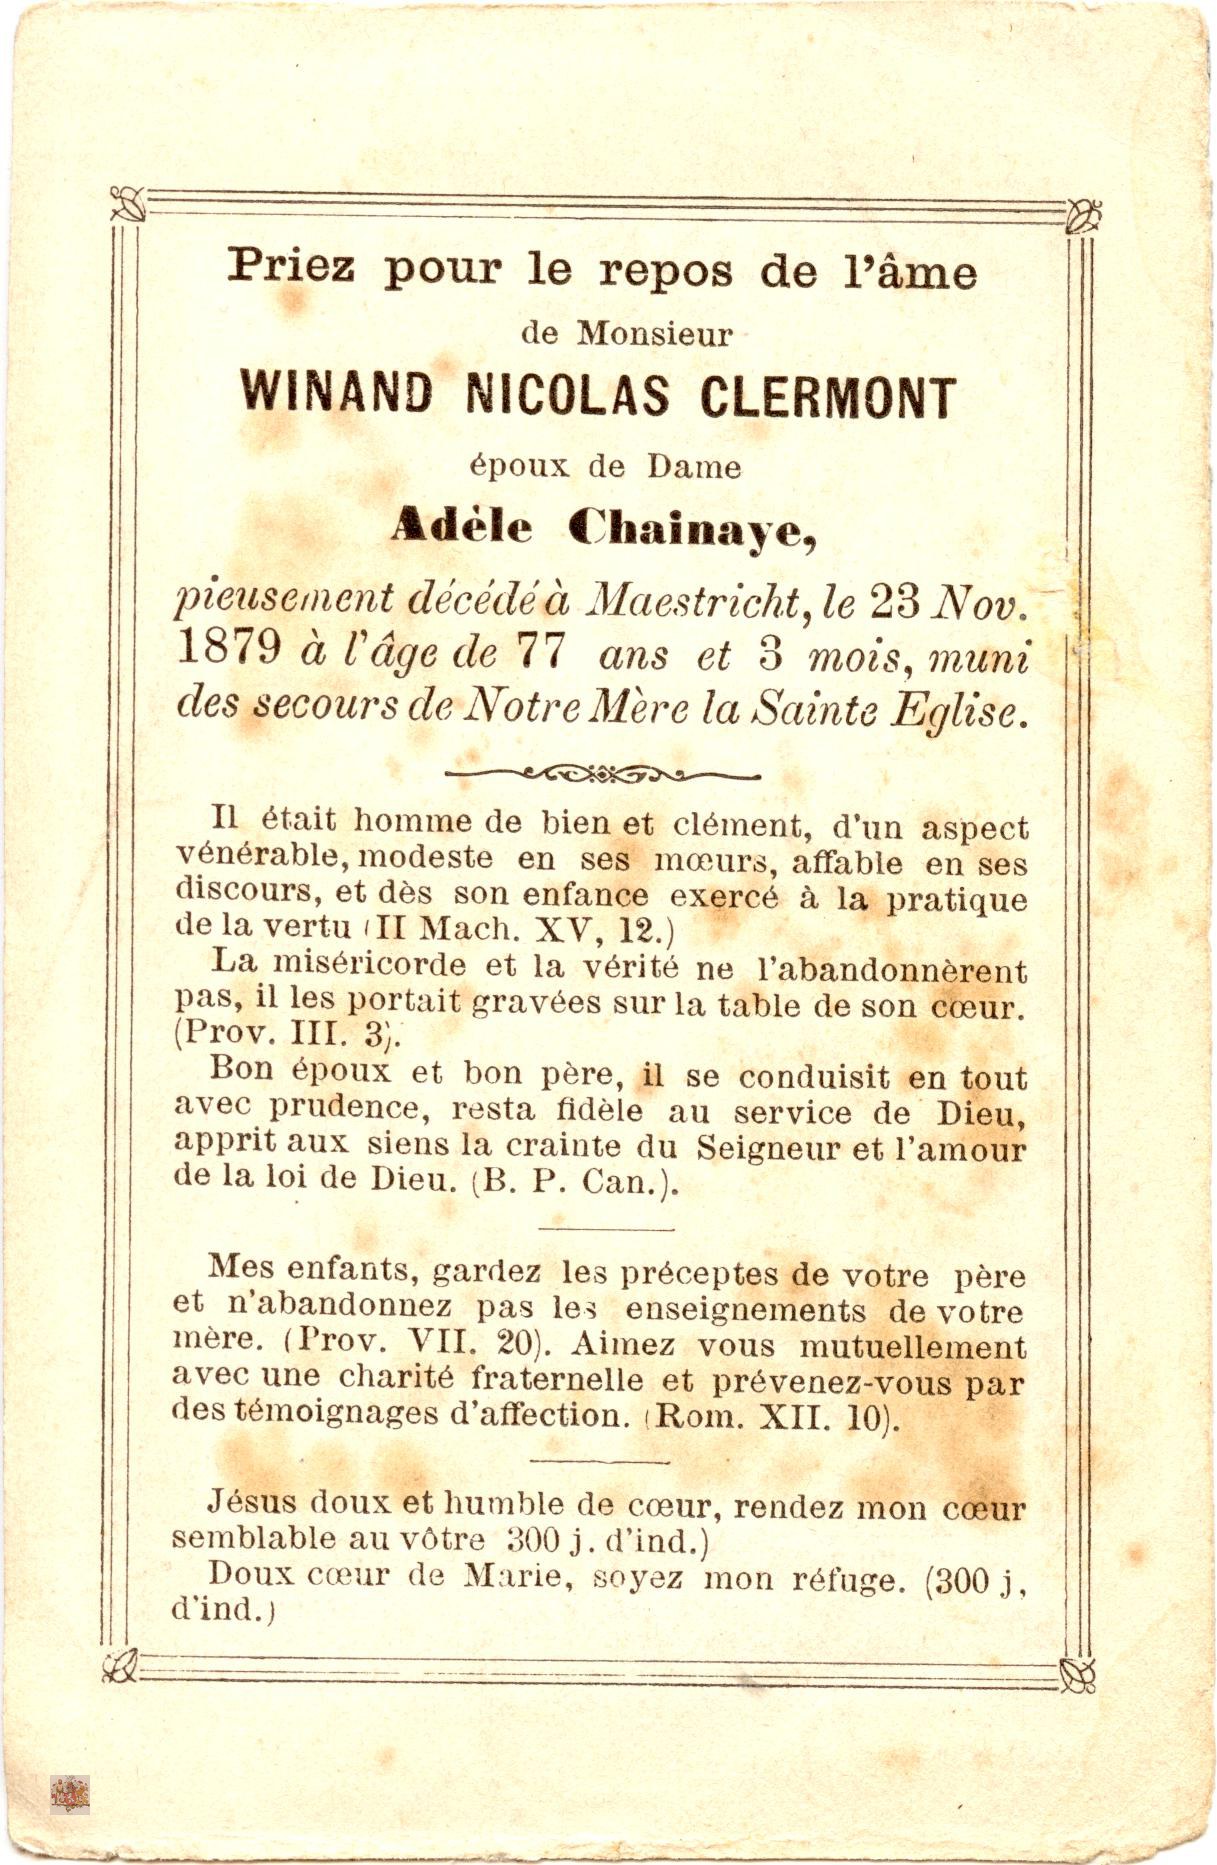 Priez pour le repos de l'âme
de Monsieur
WINAND NICOLAS CLERMONT
époux de Dame
Adèle Chainaye,
pieusement décédé à Maestricht, le 23 Nov.
1879 à l'âge de 77 ans et 3 mois, muni
des secours de Notre Mère la Sainte Eglise.
Il était homme de bien et clément, d'un aspect
vénérable, modeste en ses mœurs, affable en ses
discours, et dès son enfance exercé à la pratique
de la vertu (II Mach. XV, 12.)
La miséricorde et la vérité ne l'abandonnèrent
pas, il les portait gravées sur la table de son cœur.
(Prov. III. 3).
Bon époux et bon père, il se conduisit en tout
avec prudence, resta fidèle au service de Dieu,
apprit aux siens la crainte du Seigneur et l'amour
de la loi de Dieu. (B. P. Can.).
Mes enfants, gardez les préceptes de votre père
et n'abandonnez pas les enseignements de votre
mère. (Prov. VII. 20). Aimez vous mutuellement
avec une charité fraternelle et prévenez-vous par
des témoignages d'affection. (Rom. XII. 10).
Jésus doux et humble de cœur, rendez mon cœur
semblable au vôtre 300 j. d'ind.)
Doux cœur de Marie, soyez mon réfuge. (300 j,
d'ind.)